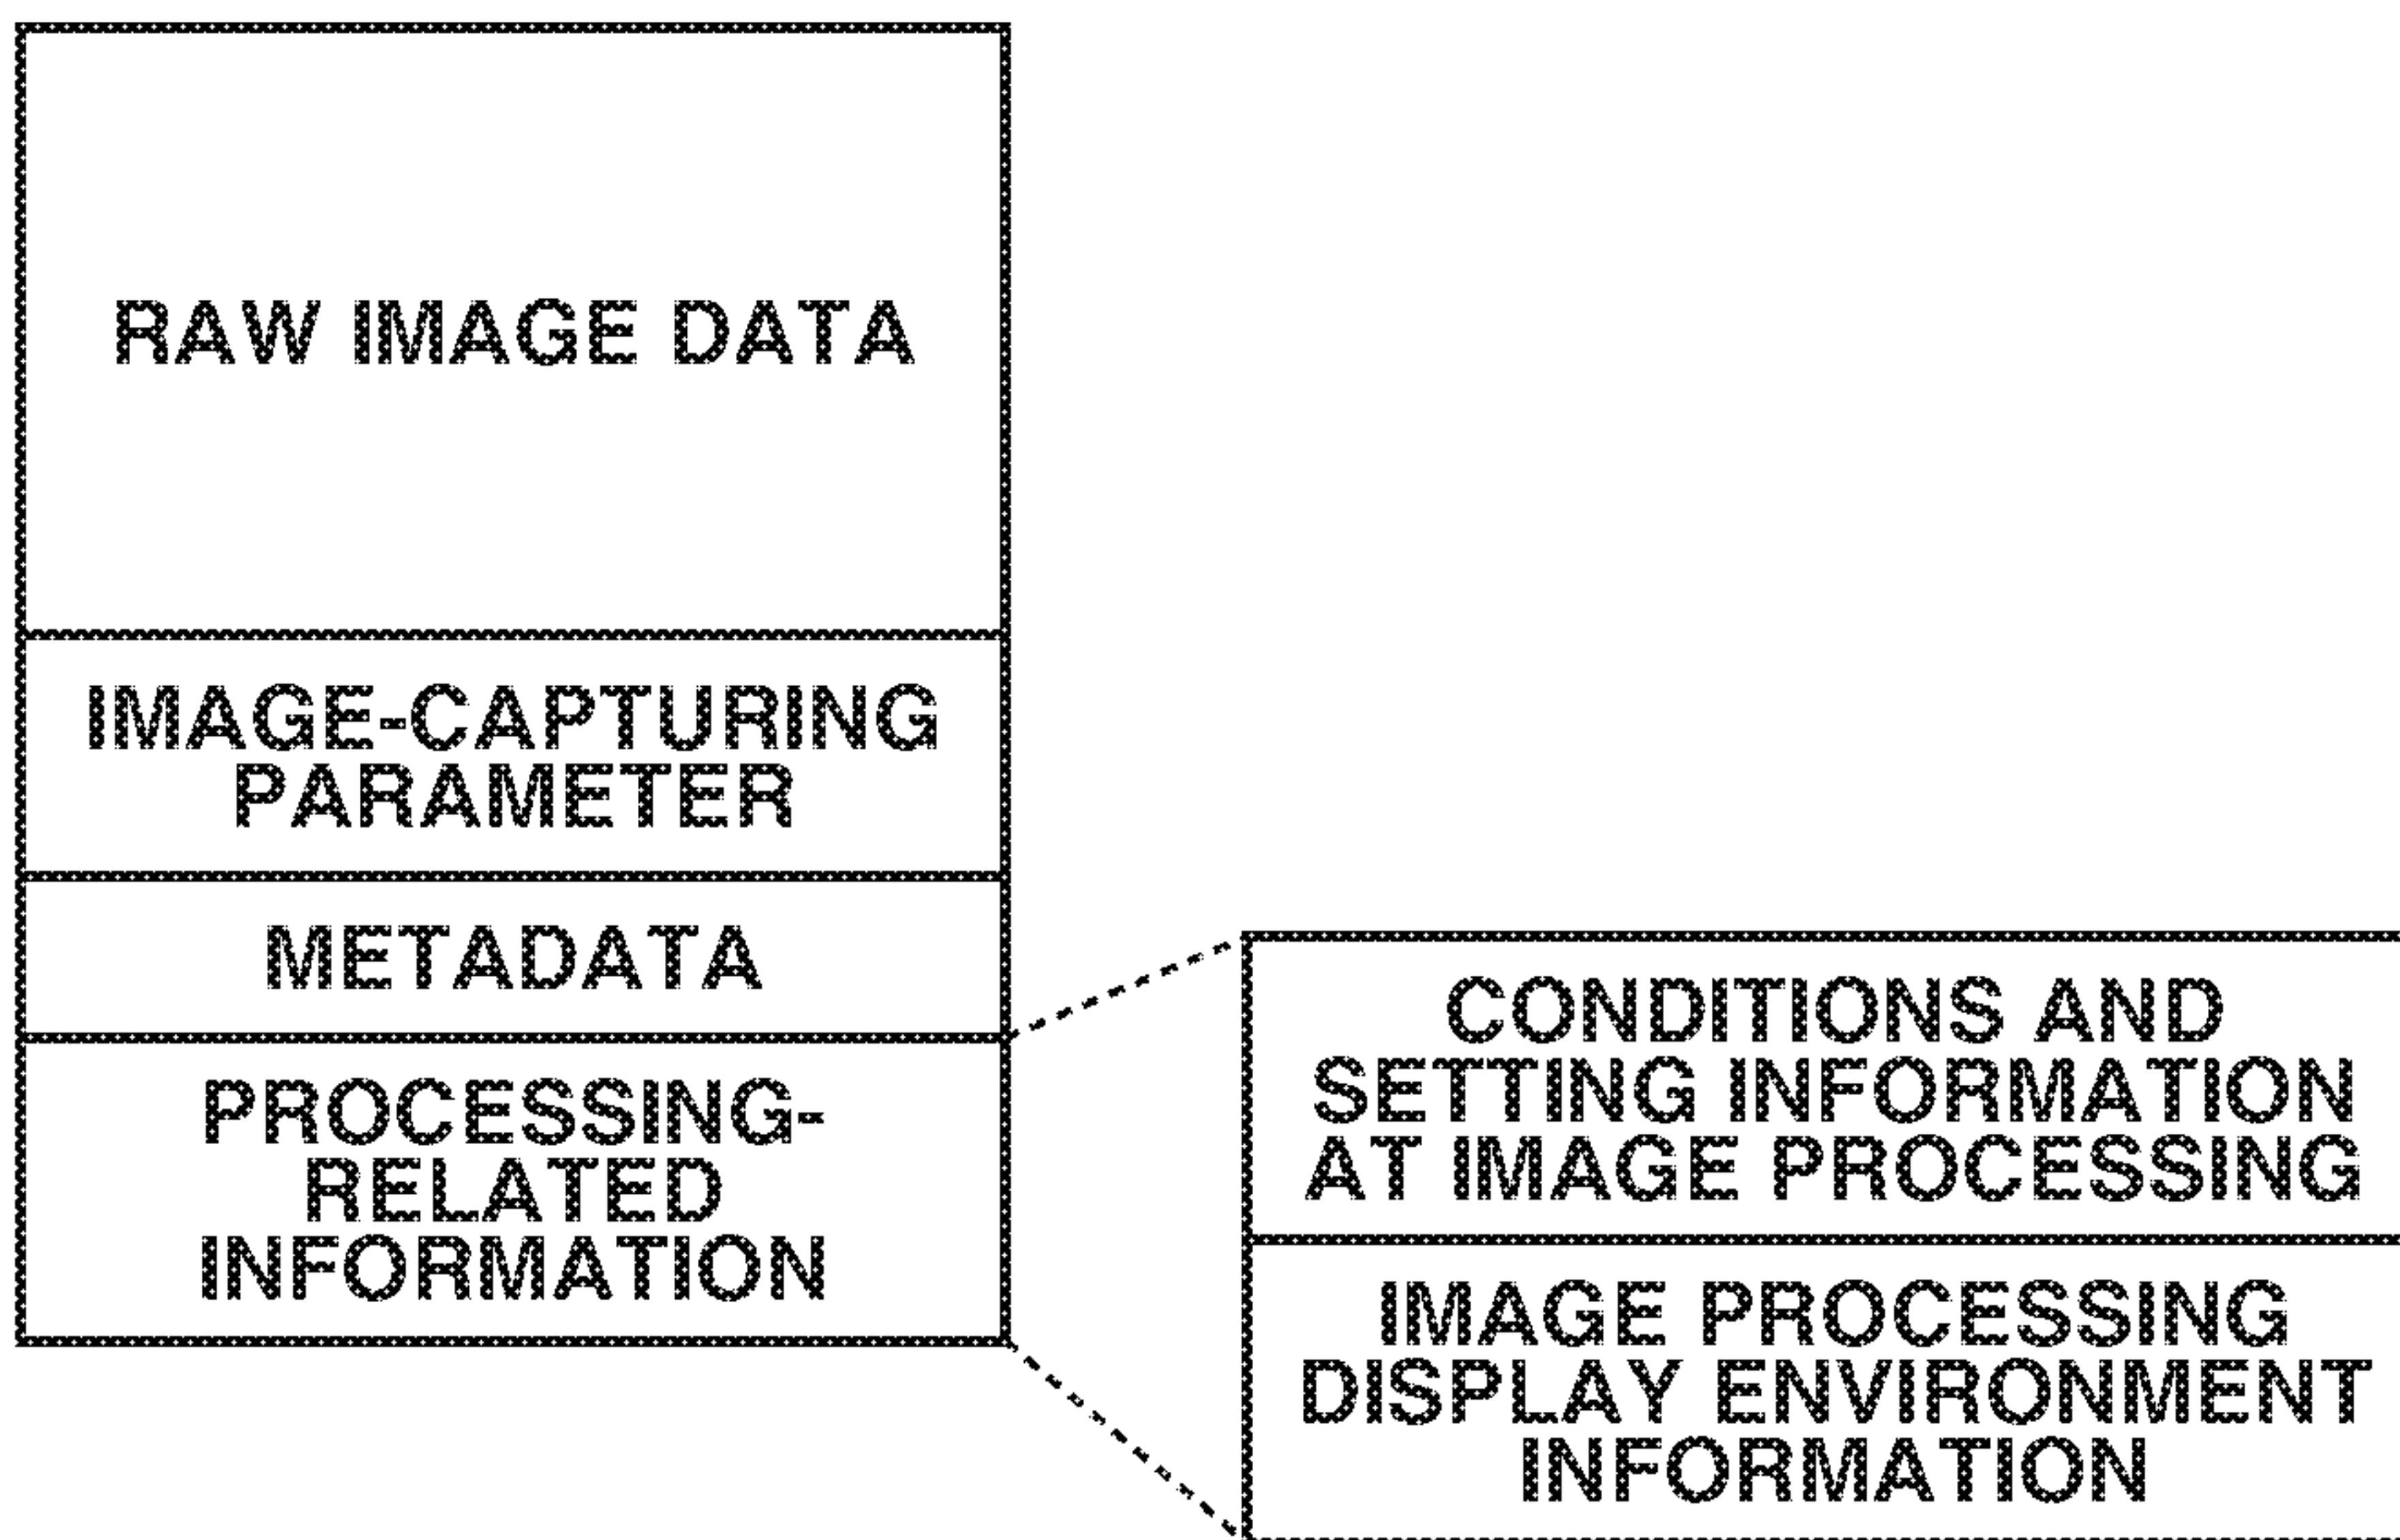 RAW IMAGE DATA
IMAGE-CAPTURING
PARAMETER
METADATA
PROCESSING-
RELATED
INFORMATION
CONDITIONS AND
SETTING INFORMATION
AT IMAGE PROCESSING
IMAGE PROCESSING
DISPLAY ENVIRONMENT
INFORMATION